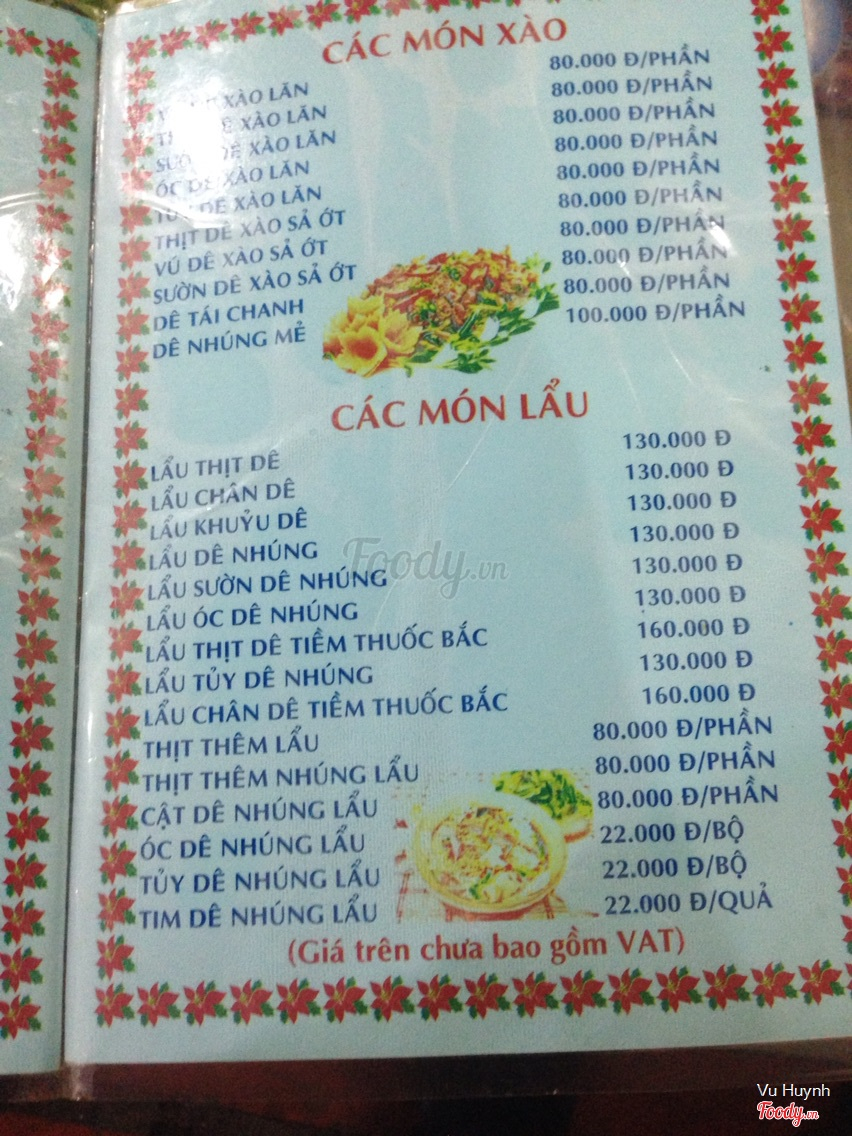 CÁC MÓN XÀO
XÀO LĂN 80.000 Đ/PHẦN
DÊ XÀO LĂN 80.000 Đ/PHẦN
SƯỜN DÊ XÀO LĂN 80.000 Đ/PHẦN
ÓC DÊ XÀO LĂN 80.000 Đ/PHẦN
TỦY DÊ XÀO LĂN 80.000 Đ/PHẦN
THỊT DÊ XÀO SẢ ỚT 80.000 Đ/PHẦN
VÚ DÊ XÀO SẢ ỚT 80.000 Đ/PHẦN
SƯỜN DÊ XÀO SẢ ỚT 80.000 Đ/PHẦN
DÊ TÁI CHANH 80.000 Đ/PHẦN
DÊ NHÚNG MẺ 100.000 Đ/PHẦN
CÁC MÓN LẨU
LẨU THỊT DÊ 130.000 Đ
LẨU CHÂN DÊ 130.000 Đ
LẨU KHUỶU DÊ 130.000 Đ
LẨU DÊ NHÚNG 130.000 Đ
LẨU SƯỜN DÊ NHÚNG 130.000 Đ
LẨU ÓC DÊ NHÚNG 130.000 Đ
LẨU THỊT DÊ TIỀM THUỐC BẮC 160.000 Đ
LẨU TỦY DÊ NHÚNG 130.000 Đ
LẨU CHÂN DÊ TIỀM THUỐC BẮC 160.000 Đ
THỊT THÊM LẨU 80.000 Đ/PHẦN
THỊT THÊM NHÚNG LẨU 80.000 Đ/PHẦN
CẬT DÊ NHÚNG LẨU 80.000 Đ/PHẦN
ÓC DÊ NHÚNG LẨU 22.000 Đ/BỘ
TỦY DÊ NHÚNG LẨU 22.000 Đ/BỘ
TIM DÊ NHÚNG LẨU 22.000 Đ/QUẢ
(Giá trên chưa bao gồm VAT)
Foody.vn
Vu Huynh
Foody.vn